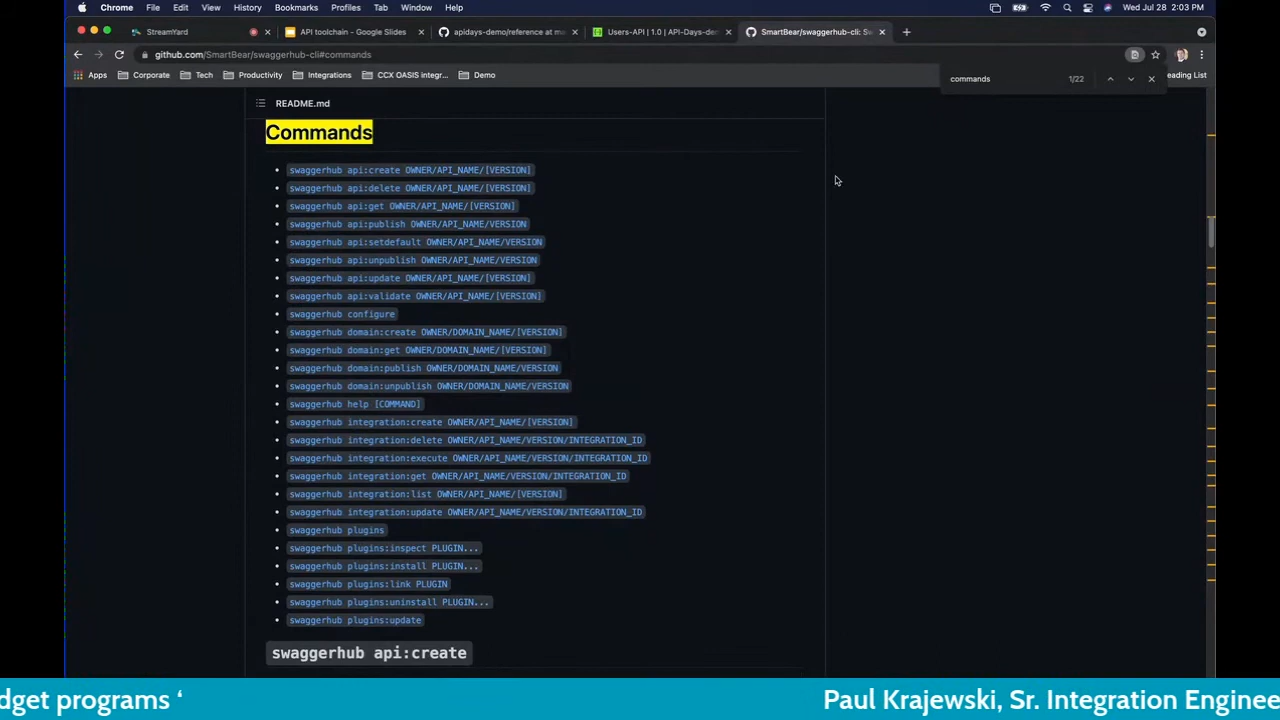 Chrome File Edit View History Bookmarks Profiles Tab Window Help Wed Jul 28 2:03 PM
StreamYard API toolchain - Google Slides apidays-demo/reference at m Users-API | 1.0 | API-Days-dem SmartBear/swaggerhub-cli: S
github.com/SmartBear/swaggerhub-cli#commands
Apps Corporate Tech Productivity Integrations CCX OASIS integr... Demo eading List
commands 1/22
README.md
Commands
swaggerhub api:create OWNER/API_NAME/[VERSION]
swaggerhub api:delete OWNER/API_NAME/[VERSION]
swaggerhub api:get OWNER/API_NAME/[VERSION]
swaggerhub api:publish OWNER/API_NAME/VERSION
swaggerhub api:setdefault OWNER/API_NAME/VERSION
swaggerhub api:unpublish OWNER/API_NAME/VERSION
swaggerhub api:update OWNER/API_NAME/[VERSION]
swaggerhub api:validate OWNER/API_NAME/[VERSION]
swaggerhub configure
swaggerhub domain:create OWNER/DOMAIN_NAME/[VERSION]
swaggerhub domain:get OWNER/DOMAIN_NAME/[VERSION]
swaggerhub domain:publish OWNER/DOMAIN_NAME/VERSION
swaggerhub domain:unpublish OWNER/DOMAIN_NAME/VERSION
swaggerhub help [COMMAND]
swaggerhub integration:create OWNER/API_NAME/[VERSION]
swaggerhub integration:delete OWNER/API_NAME/VERSION/INTEGRATION_ID
swaggerhub integration:execute OWNER/API_NAME/VERSION/INTEGRATION_ID
swaggerhub integration:get OWNER/API_NAME/VERSION/INTEGRATION_ID
swaggerhub integration:list OWNER/API_NAME/[VERSION]
swaggerhub integration:update OWNER/API_NAME/VERSION/INTEGRATION_ID
swaggerhub plugins
swaggerhub plugins:inspect PLUGIN...
swaggerhub plugins:install PLUGIN...
swaggerhub plugins:link PLUGIN
swaggerhub plugins:uninstall PLUGIN...
swaggerhub plugins:update
swaggerhub api:create
dget programs ‘ Paul Krajewski, Sr. Integration Enginee